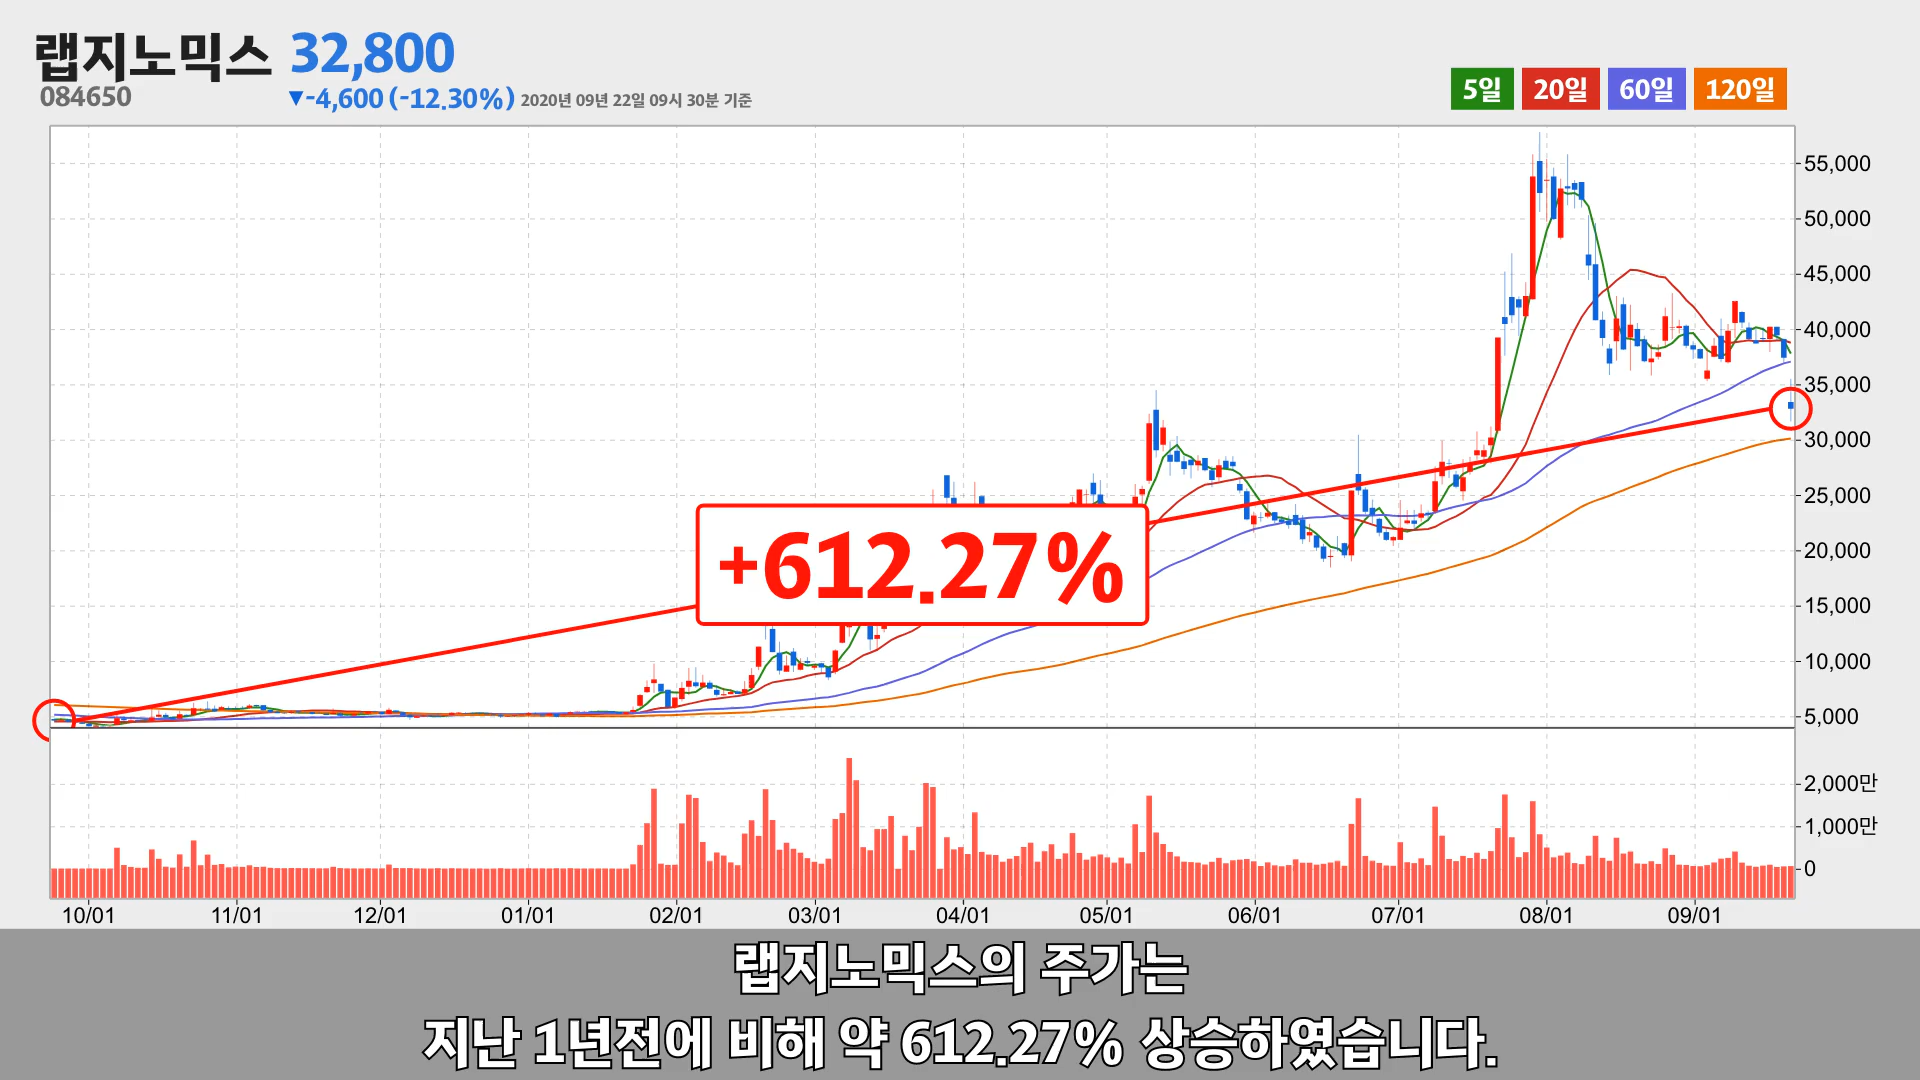 랩지노믹스 32,800
084650 ▼-4,600 (-12.30%) 2020년 09년 22일 09시 30분 기준
5일 20일 60일 120일
55,000
50,000
45,000
40,000
35,000
30,000
25,000
20,000
15,000
10,000
5,000
+612.27%
2,000만
1,000만
0
10/01 11/01 12/01 01/01 02/01 03/01 04/01 05/01 06/01 07/01 08/01 09/01
랩지노믹스의 주가는
지난 1년전에 비해 약 612.27% 상승하였습니다.